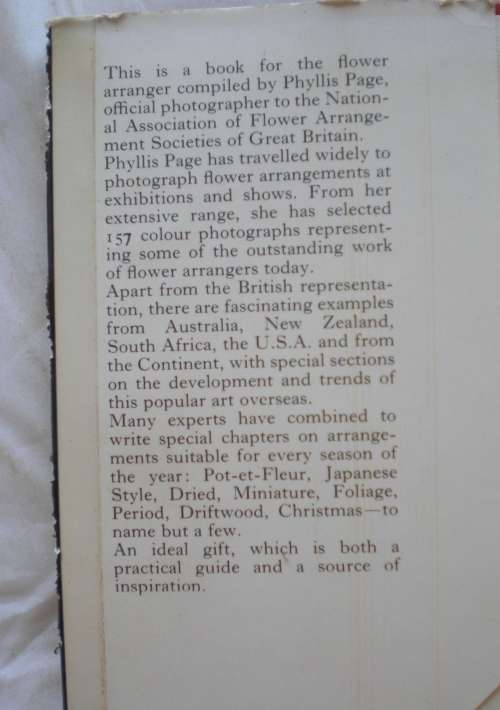 This is a book for the flower
arranger compiled by Phyllis Page,
official photographer to the Nation-
al Association of Flower Arrange-
ment Societies of Great Britain.
Phyllis Page has travelled widely to
photograph flower arrangements at
exhibitions and shows. From her
extensive range, she has selected
157 colour photographs represent-
ing some of the outstanding work
of flower arrangers today.
Apart from the British representa-
tion, there are fascinating examples
from Australia, New Zealand,
South Africa, the U.S.A. and from
the Continent, with special sections
on the development and trends of
this popular art overseas.
Many experts have combined to
write special chapters on arrange-
ments suitable for every season of
the year: Pot-et-Fleur, Japanese
Style, Dried, Miniature, Foliage,
Period, Driftwood, Christmas—to
name but a few.
An ideal gift, which is both a
practical guide and a source of
inspiration.